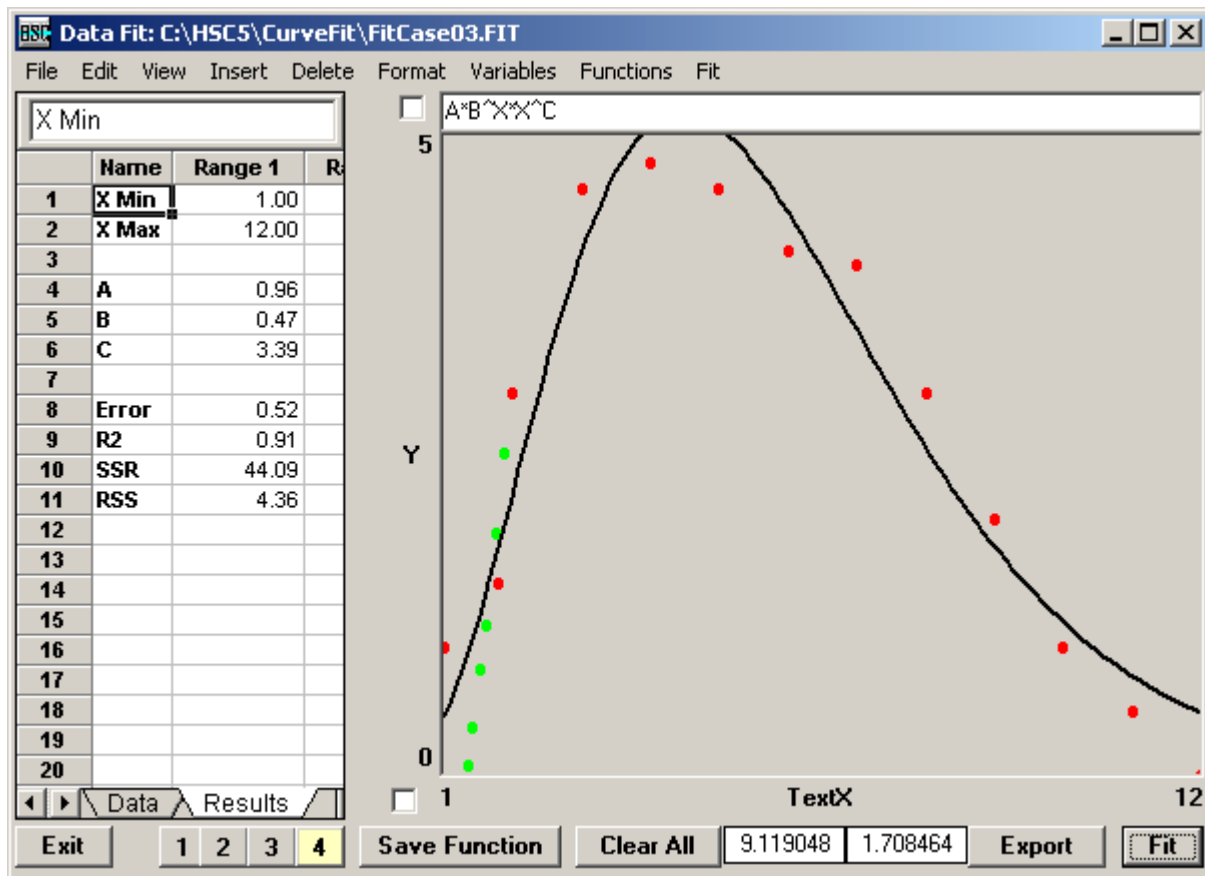 HSC Data Fit: C:\HSC5\CurveFit\FitCase03.FIT
File Edit View Insert Delete Format Variables Functions Fit
X Min
Name Range 1 Ra
1 X Min 1.00
2 X Max 12.00
3
4 A 0.96
5 B 0.47
6 C 3.39
7
8 Error 0.52
9 R2 0.91
10 SSR 44.09
11 RSS 4.36
12
13
14
15
16
17
18
19
20
Data Results
A*B^X*X^C
5
Y
0
1 TextX 12
Exit 1 2 3 4 Save Function Clear All 9.119048 1.708464 Export Fit